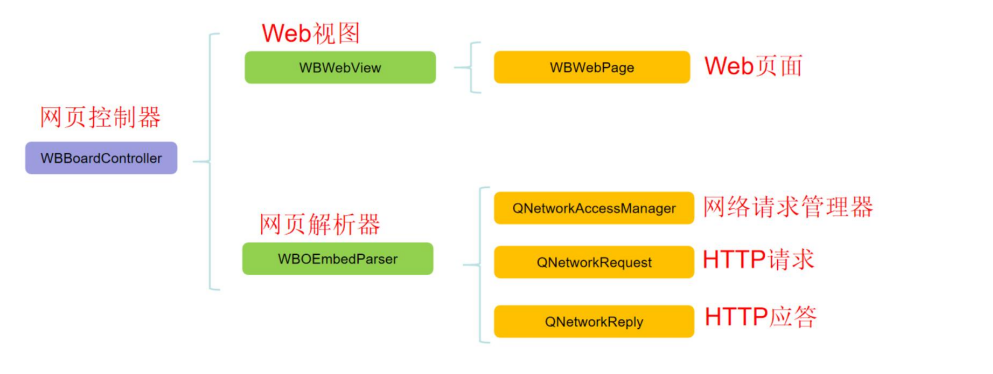 Web视图
WBWebView
WBWebPage
Web页面
网页控制器
WBBoardController
网页解析器
WBOEmbedParser
QNetworkAccessManager
网络请求管理器
QNetworkRequest
HTTP请求
QNetworkReply
HTTP应答